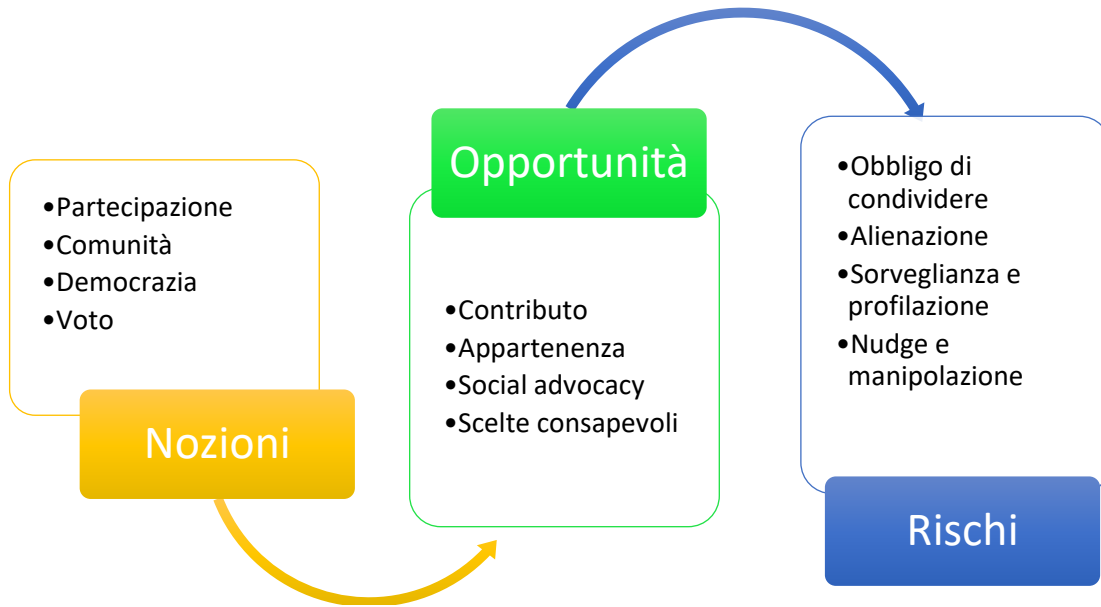 •Partecipazione
•Comunità
•Democrazia
•Voto
Nozioni
Opportunità
•Contributo
•Appartenenza
•Social advocacy
•Scelte consapevoli
•Obbligo di
condividere
•Alienazione
•Sorveglianza e
profilazione
•Nudge e
manipolazione
Rischi